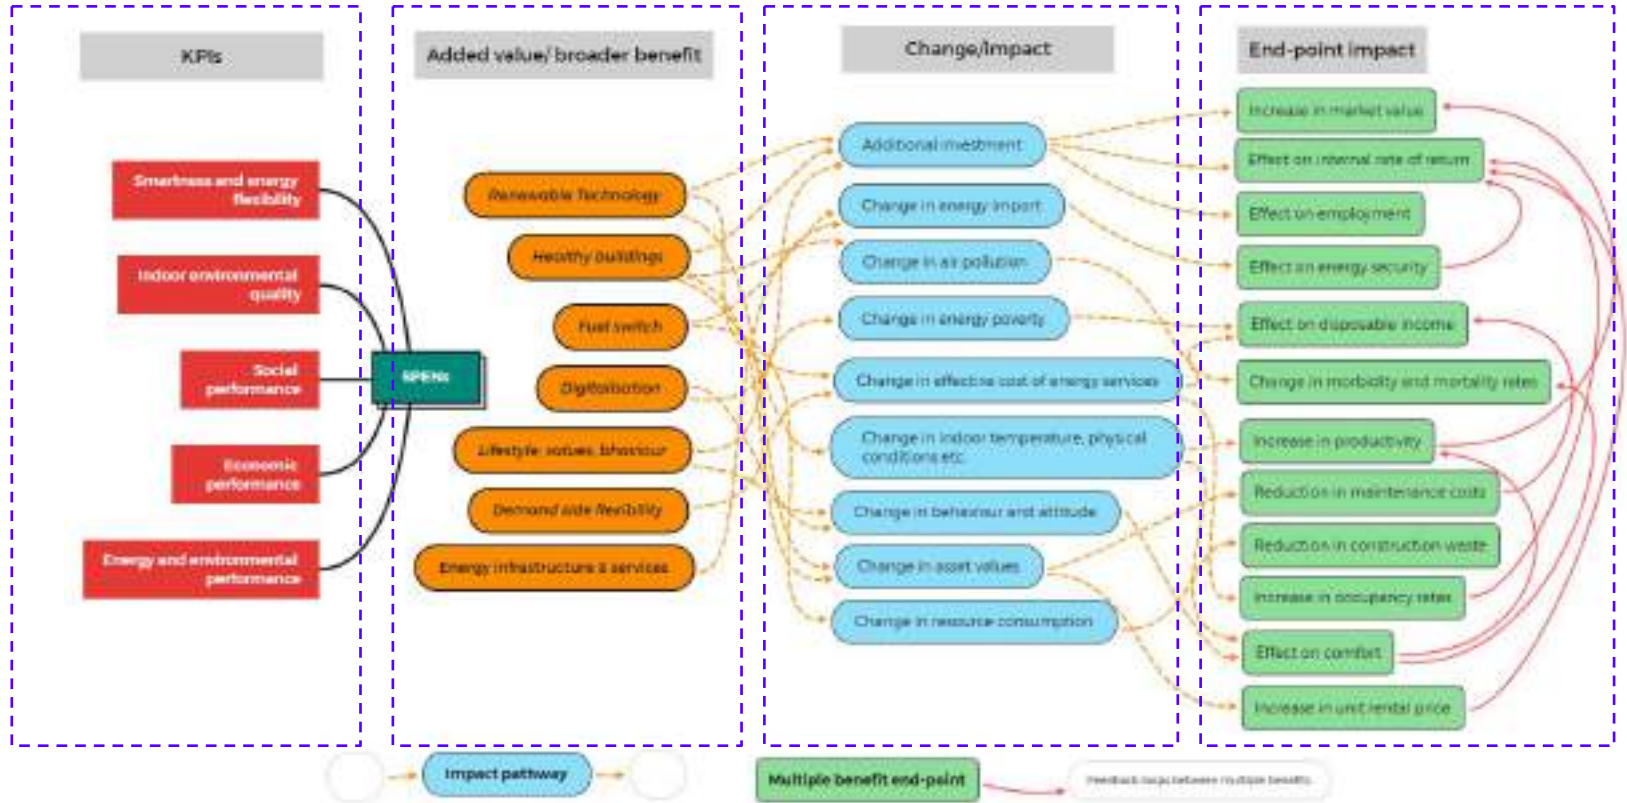 KPIs
Smartness and energy
flexibility
Indoor environmental
quality
Social
performance
Economic
performance
Energy and environmental
performance
SPENs
Added value/ broader benefit
Renewable Technology
Healthy buildings
Fuel switch
Digitalisation
Lifestyle, values, bhaviour
Demand side flexibility
Energy infrastructure & services
Change/Impact
Additional investment
Change in energy import
Change in air pollution
Change in energy poverty
Change in effective cost of energy services
Change in indoor temperature, physical
conditions etc.
Change in behaviour and attitude
Change in asset values
Change in resource consumption
End-point impact
Increase in market value
Effect on internal rate of return
Effect on employment
Effect on energy security
Effect on disposable income
Change in morbidity and mortality rates
Increase in productivity
Reduction in maintenance costs
Reduction in construction waste
Increase in occupancy rates
Effect on comfort
Increase in unit rental price
Impact pathway
Multiple benefit end-point
Feedback loops between multiple benefits